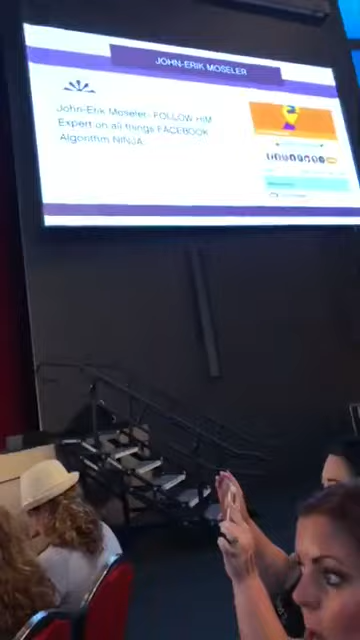 JOHN-ERIK MOSELER
John-Erik Moseler- FOLLOW HIM
Expert on all things FACEBOOK
Algorithm NINJA